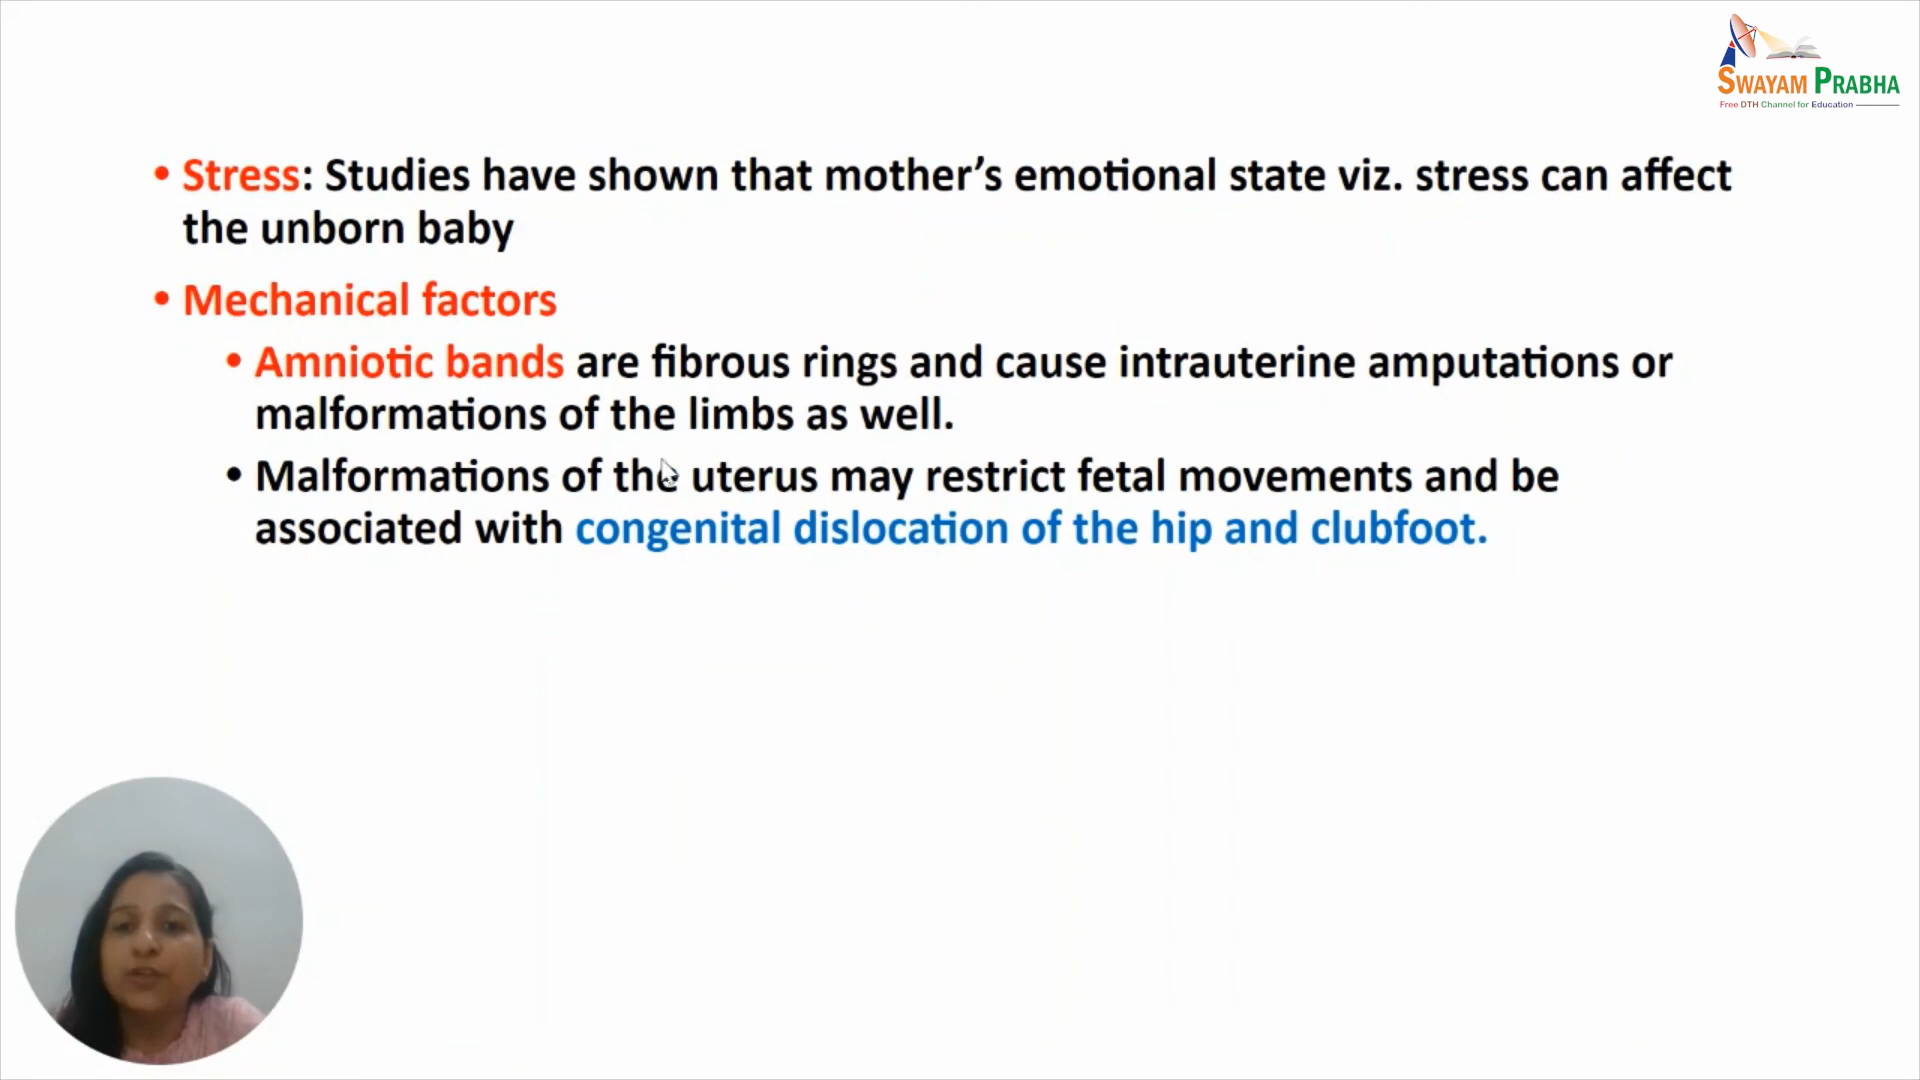 SWAYAM PRABHA
Free DTH Channel for Education
• Stress: Studies have shown that mother’s emotional state viz. stress can affect
the unborn baby
• Mechanical factors
• Amniotic bands are fibrous rings and cause intrauterine amputations or
malformations of the limbs as well.
• Malformations of the uterus may restrict fetal movements and be
associated with congenital dislocation of the hip and clubfoot.